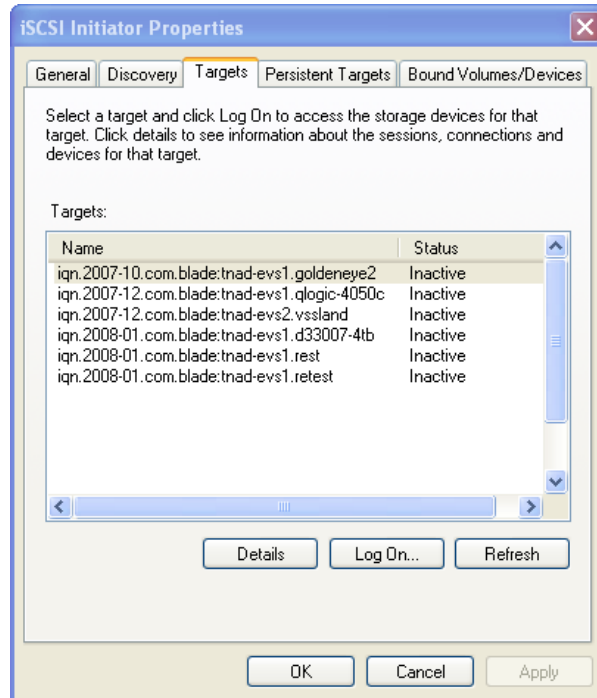 iSCSI Initiator Properties
General Discovery Targets Persistent Targets Bound Volumes/Devices
Select a target and click Log On to access the storage devices for that
target. Click details to see information about the sessions, connections and
devices for that target.
Targets:
Name Status
iqn.2007-10.com.blade:tnad-evs1.goldeneye2 Inactive
iqn.2007-12.com.blade:tnad-evs1.qlogic-4050c Inactive
iqn.2007-12.com.blade:tnad-evs2.vssland Inactive
iqn.2008-01.com.blade:tnad-evs1.d33007-4tb Inactive
iqn.2008-01.com.blade:tnad-evs1.rest Inactive
iqn.2008-01.com.blade:tnad-evs1.retest Inactive
Details Log On... Refresh
OK Cancel Apply